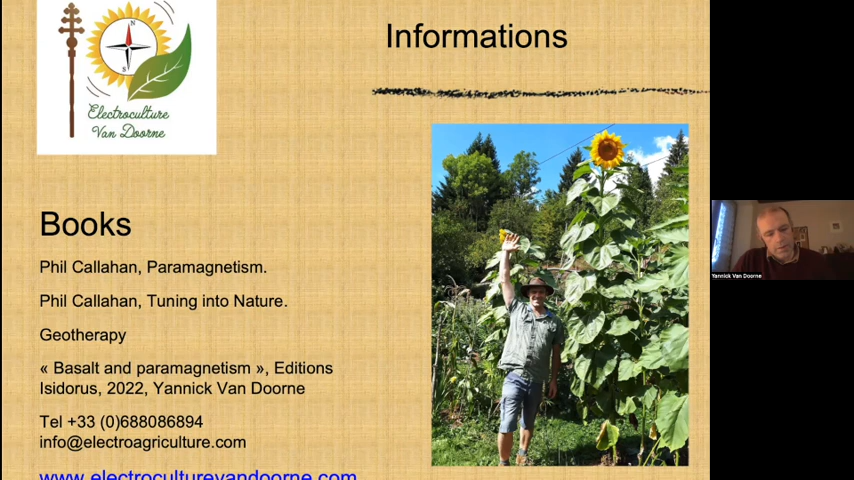 N
S
Electroculture
Van Doorne
Informations
Books
Phil Callahan, Paramagnetism.
Phil Callahan, Tuning into Nature.
Geotherapy
« Basalt and paramagnetism », Editions
Isidorus, 2022, Yannick Van Doorne
Tel +33 (0)688086894
info@electroagriculture.com
www.electroculturevandoorne.com
Yannick Van Doorne